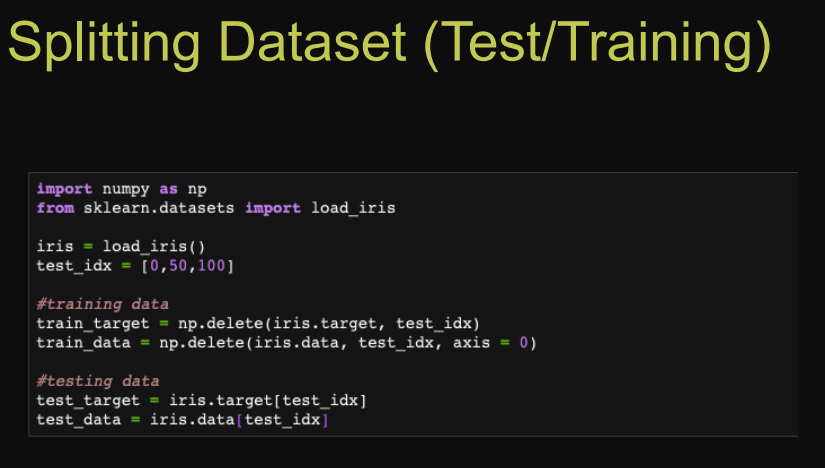 Splitting Dataset (Test/Training)
import numpy as np
from sklearn.datasets import load_iris
iris = load_iris()
test_idx = [0,50,100]
#training data
train_target = np.delete(iris.target, test_idx)
train_data = np.delete(iris.data, test_idx, axis = 0)
#testing data
test_target = iris.target[test_idx]
test_data = iris.data[test_idx]